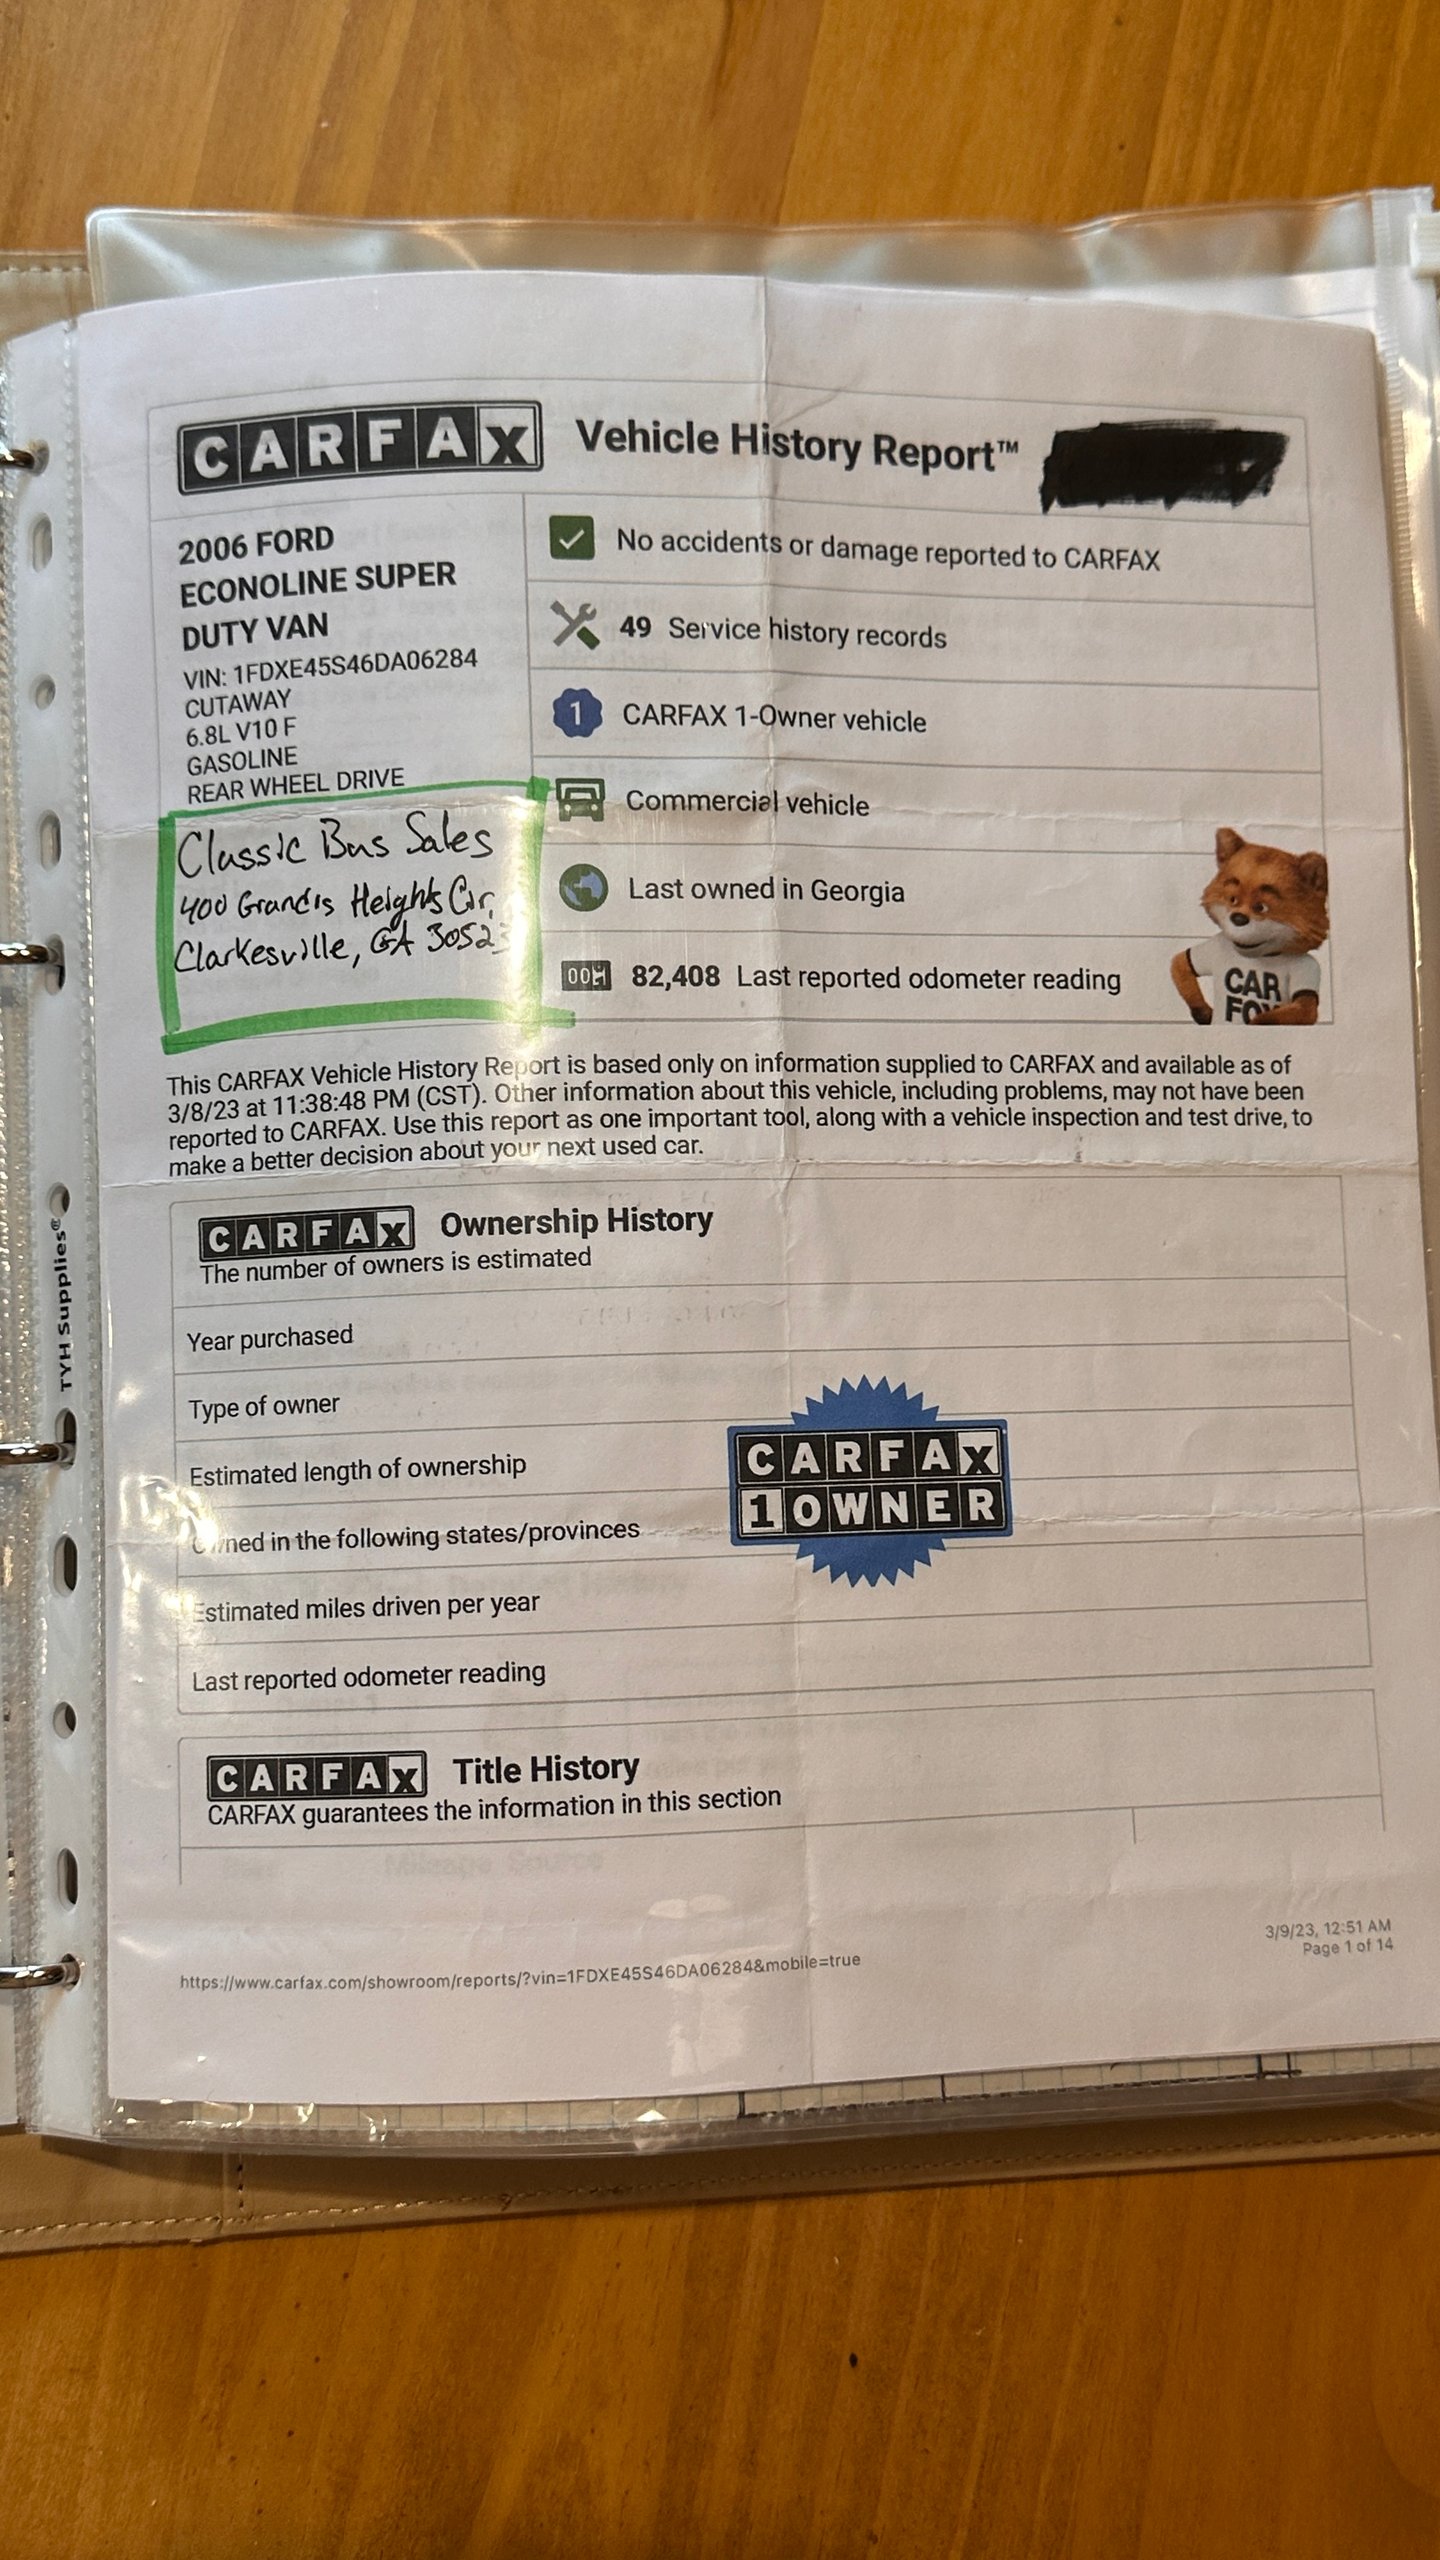 CARFAX Vehicle History Report™
2006 FORD
ECONOLINE SUPER
DUTY VAN
VIN: 1FDXE45S46DA06284
CUTAWAY
6.8L V10 F
GASOLINE
REAR WHEEL DRIVE
Classic Bus Sales
400 Grandis Heights Cir,
Clarkesville, GA 30523
No accidents or damage reported to CARFAX
49 Service history records
1 CARFAX 1-Owner vehicle
Commercial vehicle
Last owned in Georgia
82,408 Last reported odometer reading
CAR
FOX
This CARFAX Vehicle History Report is based only on information supplied to CARFAX and available as of
3/8/23 at 11:38:48 PM (CST). Other information about this vehicle, including problems, may not have been
reported to CARFAX. Use this report as one important tool, along with a vehicle inspection and test drive, to
make a better decision about your next used car.
CARFAX Ownership History
The number of owners is estimated
Year purchased
Type of owner
Estimated length of ownership
Owned in the following states/provinces
Estimated miles driven per year
Last reported odometer reading
CARFAX
1 OWNER
CARFAX Title History
CARFAX guarantees the information in this section
3/9/23, 12:51 AM
Page 1 of 14
https://www.carfax.com/showroom/reports/?vin=1FDXE45S46DA06284&mobile=true
TYH Supplies®